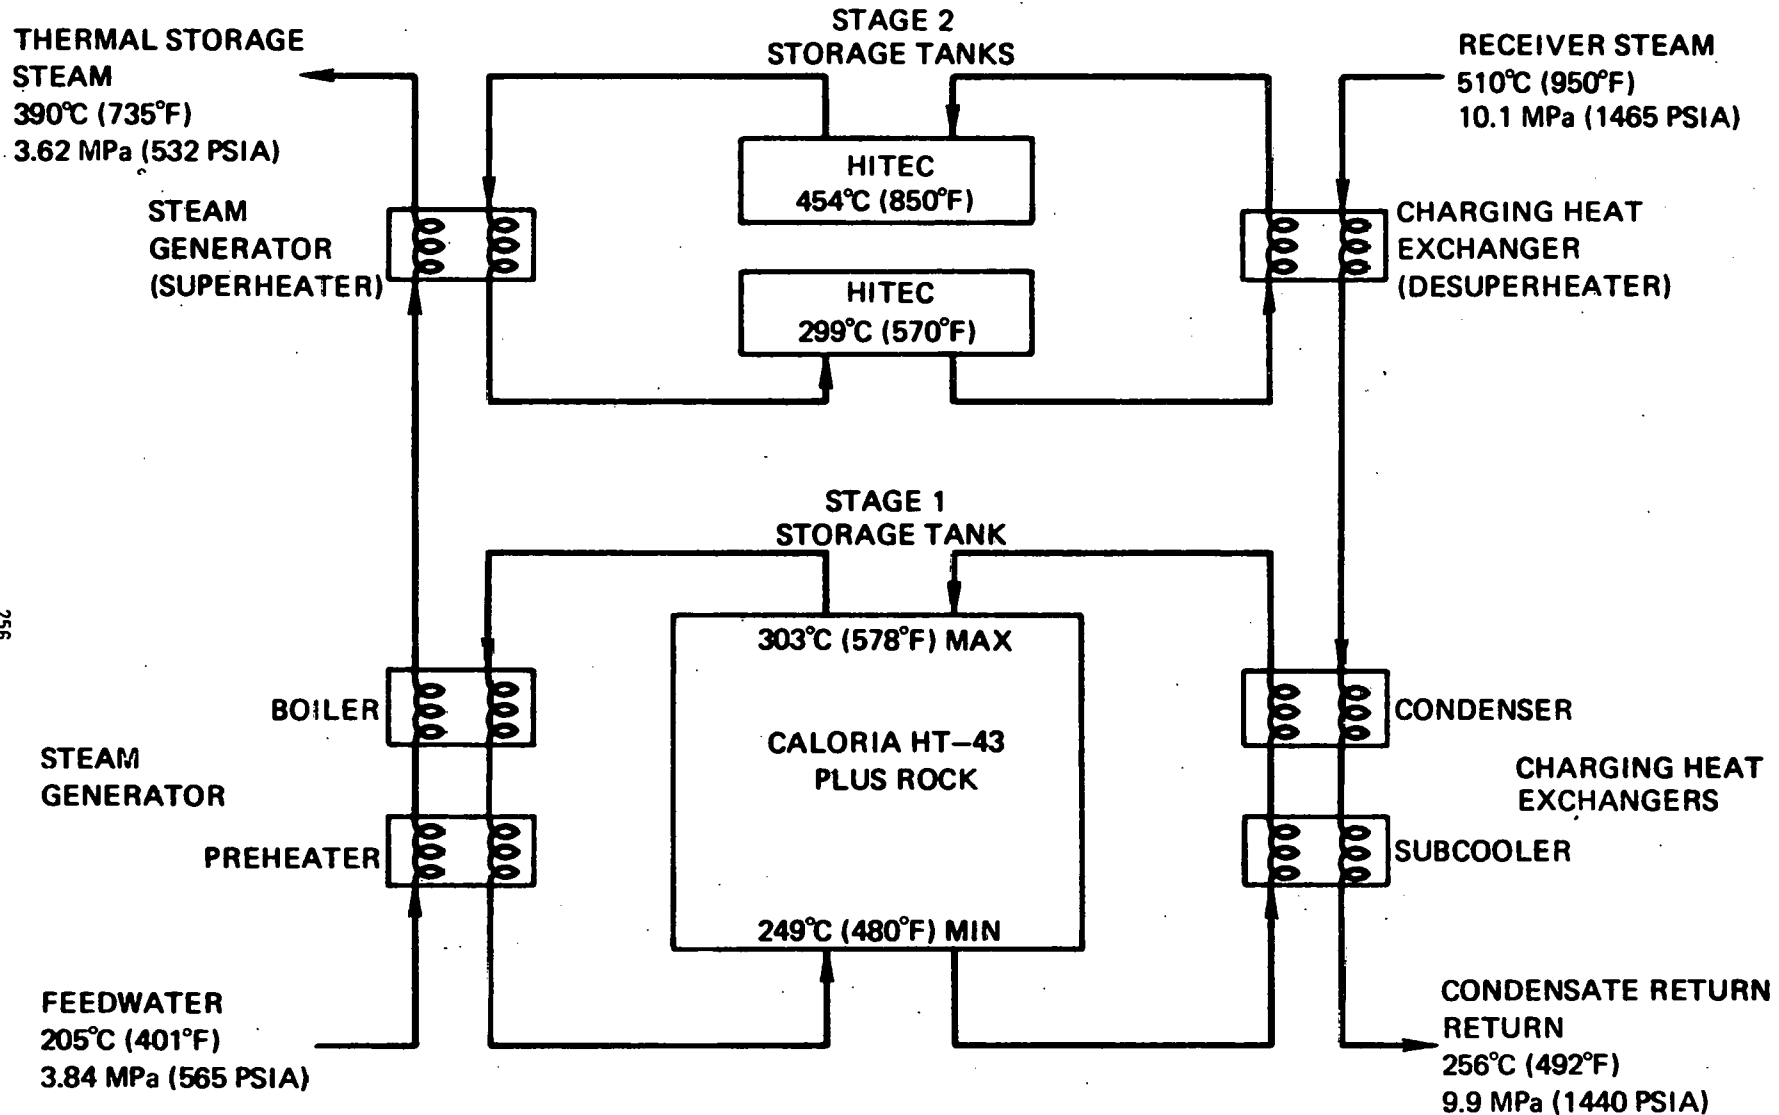 STAGE 2
STORAGE TANKS
THERMAL STORAGE
STEAM
390°C (735°F)
3.62 MPa (532 PSIA)
RECEIVER STEAM
510°C (950°F)
10.1 MPa (1465 PSIA)
HITEC
454°C (850°F)
STEAM
GENERATOR
(SUPERHEATER)
CHARGING HEAT
EXCHANGER
(DESUPERHEATER)
HITEC
299°C (570°F)
STAGE 1
STORAGE TANK
303°C (578°F) MAX
BOILER
CONDENSER
CALORIA HT-43
PLUS ROCK
STEAM
GENERATOR
CHARGING HEAT
EXCHANGERS
PREHEATER
SUBCOOLER
249°C (480°F) MIN
FEEDWATER
205°C (401°F)
3.84 MPa (565 PSIA)
CONDENSATE RETURN
RETURN
256°C (492°F)
9.9 MPa (1440 PSIA)
256